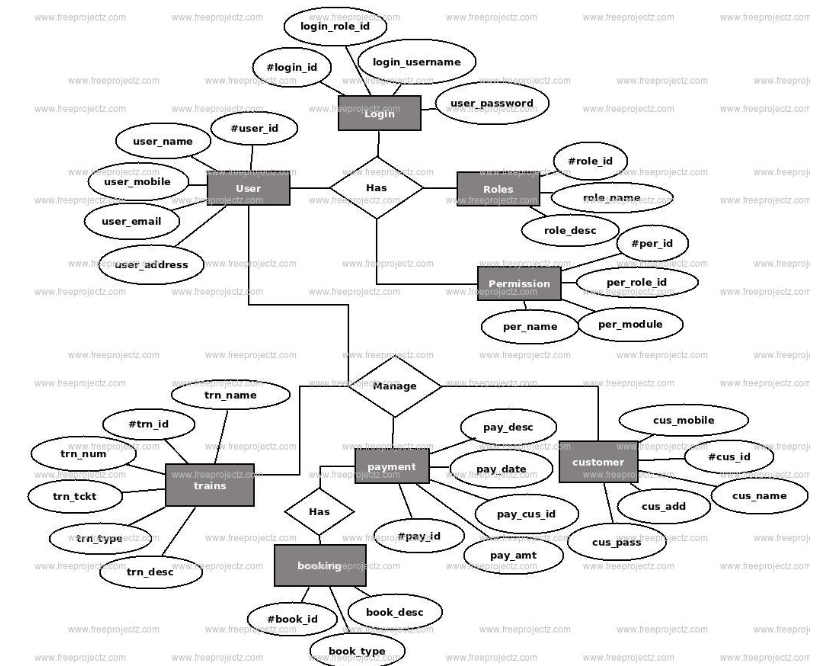 login_role_id
#login_id
login_username
user_password
Login
#user_id
user_name
user_mobile
user_email
user_address
User
Has
Roles
#role_id
role_name
role_desc
#per_id
per_role_id
per_name
per_module
Permission
Manage
trn_name
#trn_id
trn_num
trn_tckt
trn_type
trn_desc
trains
payment
pay_desc
pay_date
pay_cus_id
#pay_id
pay_amt
customer
cus_mobile
#cus_id
cus_name
cus_add
cus_pass
Has
booking
#book_id
book_desc
book_type
www.freeprojectz.com